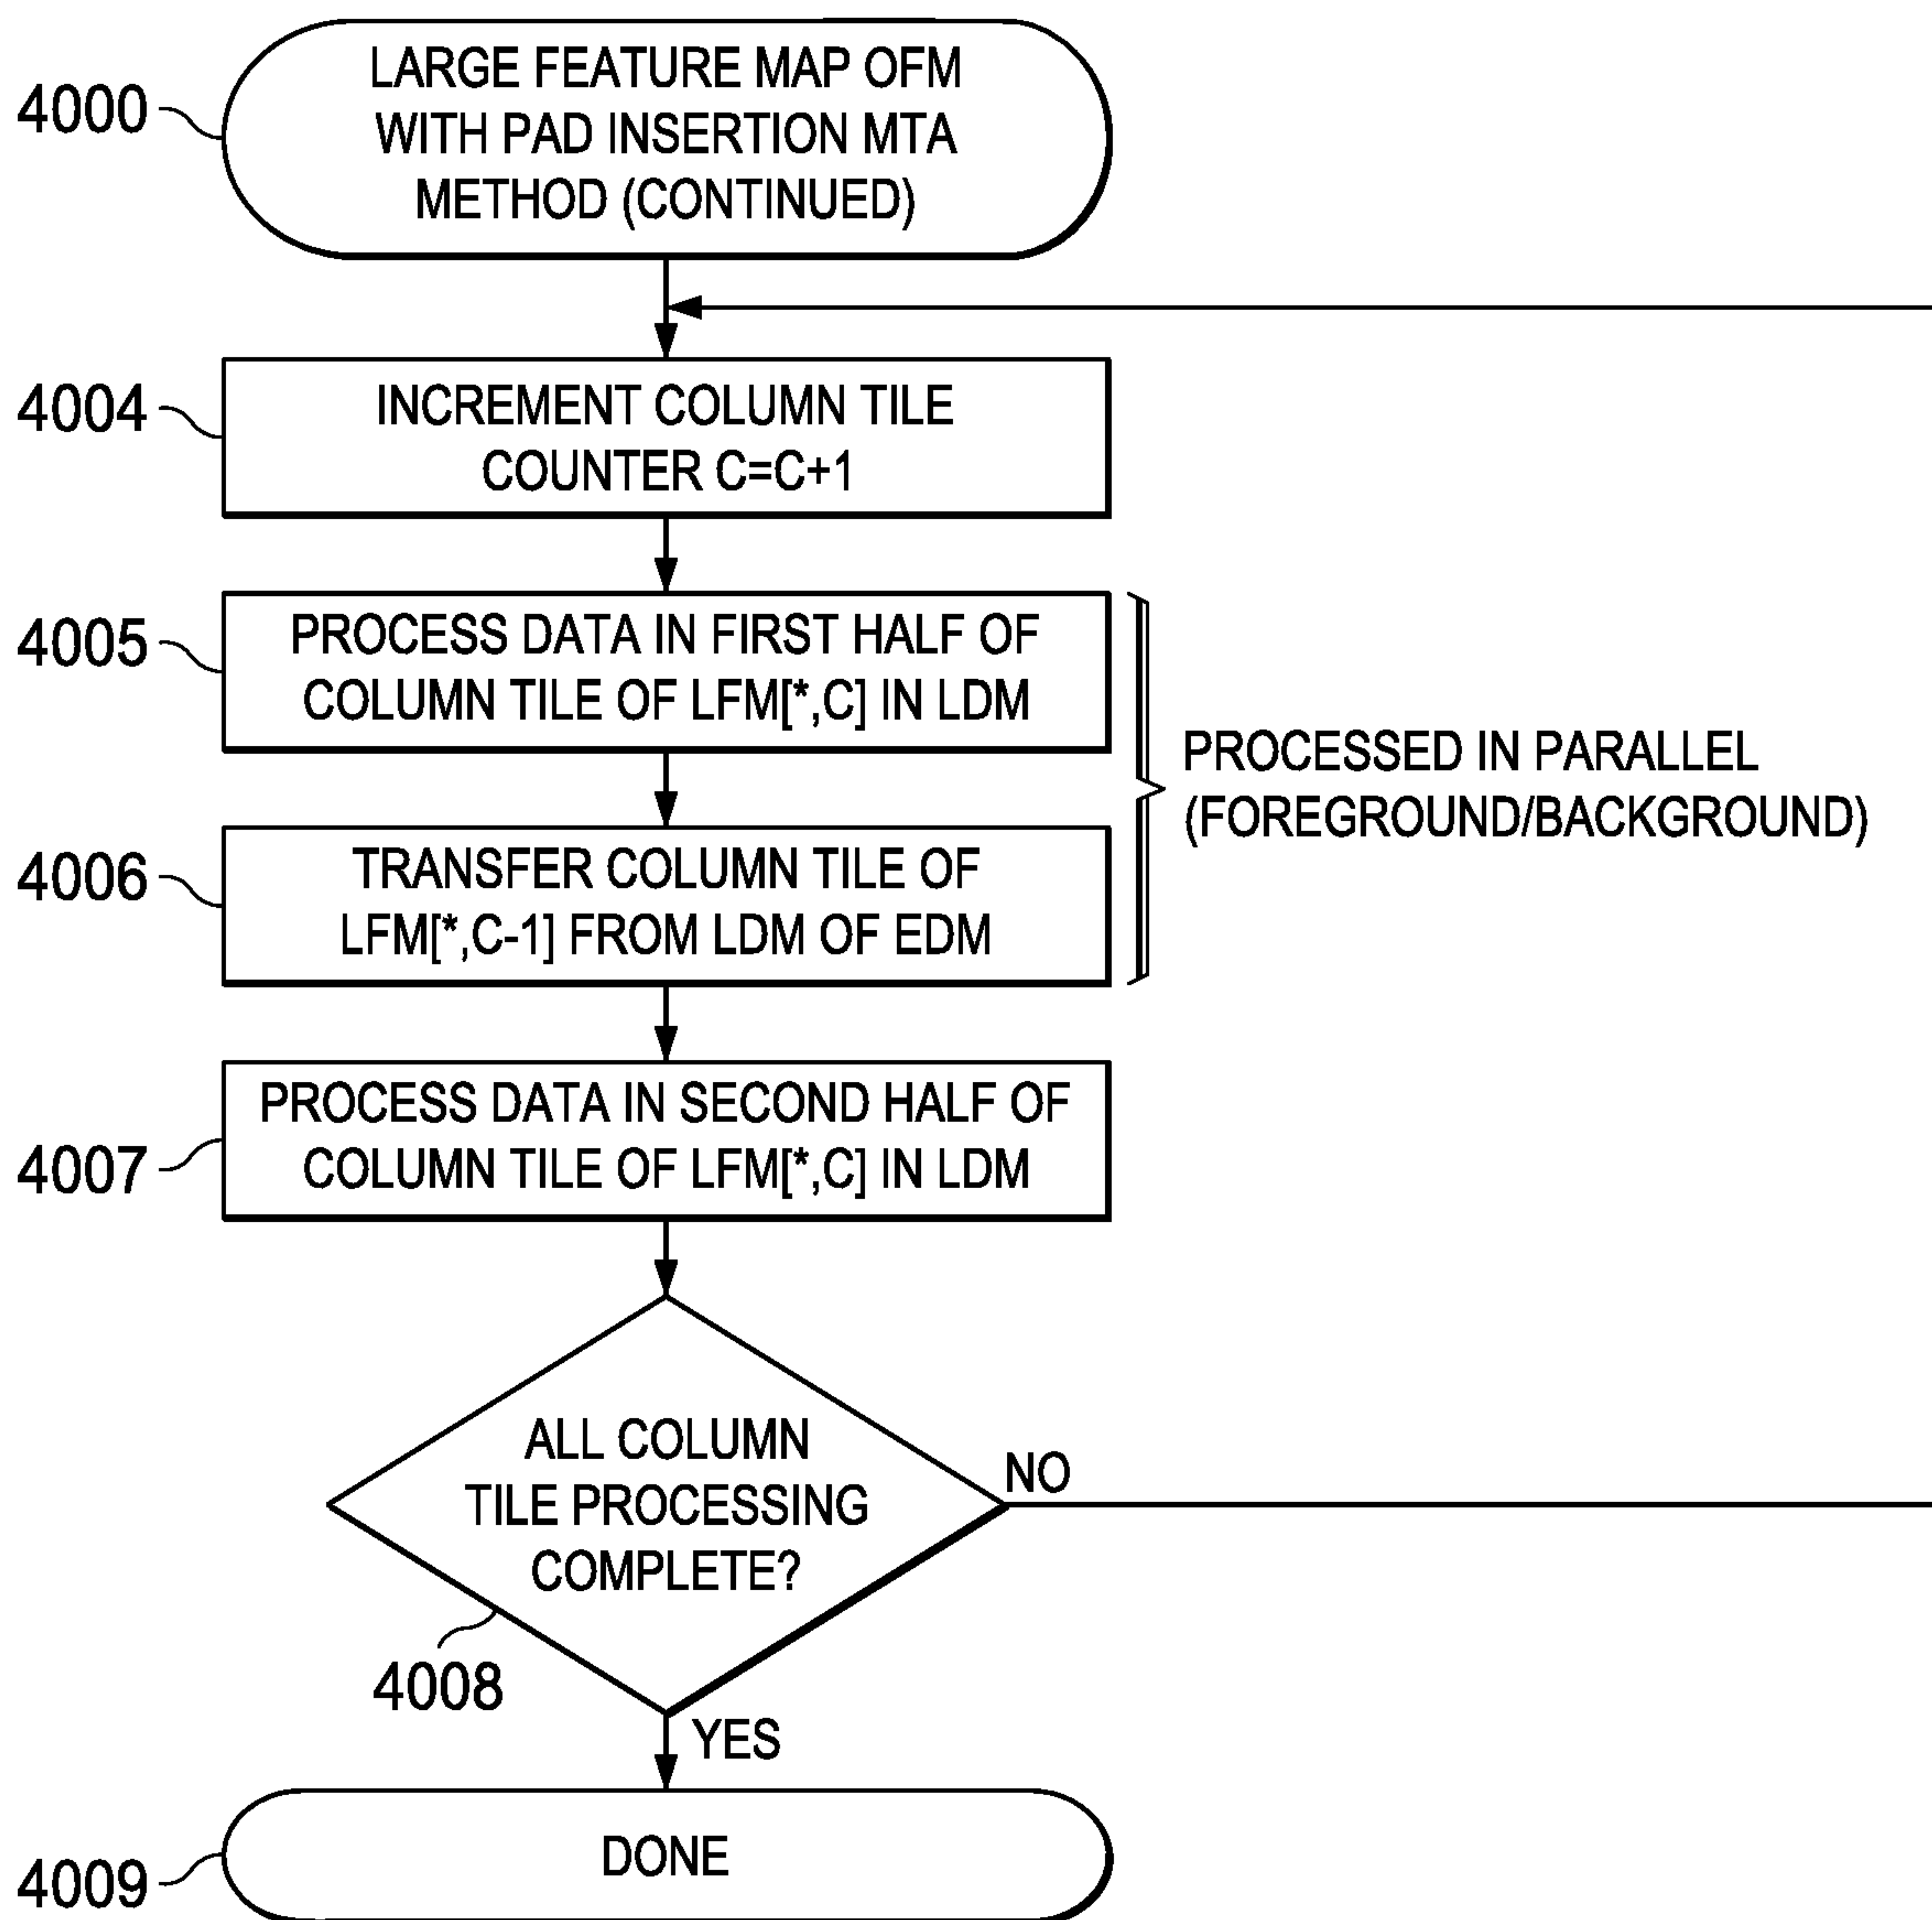 4000
LARGE FEATURE MAP OFM
WITH PAD INSERTION MTA
METHOD (CONTINUED)
4004
INCREMENT COLUMN TILE
COUNTER C=C+1
4005
PROCESS DATA IN FIRST HALF OF
COLUMN TILE OF LFM[*,C] IN LDM
PROCESSED IN PARALLEL
(FOREGROUND/BACKGROUND)
4006
TRANSFER COLUMN TILE OF
LFM[*,C-1] FROM LDM OF EDM
4007
PROCESS DATA IN SECOND HALF OF
COLUMN TILE OF LFM[*,C] IN LDM
ALL COLUMN
TILE PROCESSING
COMPLETE?
NO
4008
YES
4009
DONE